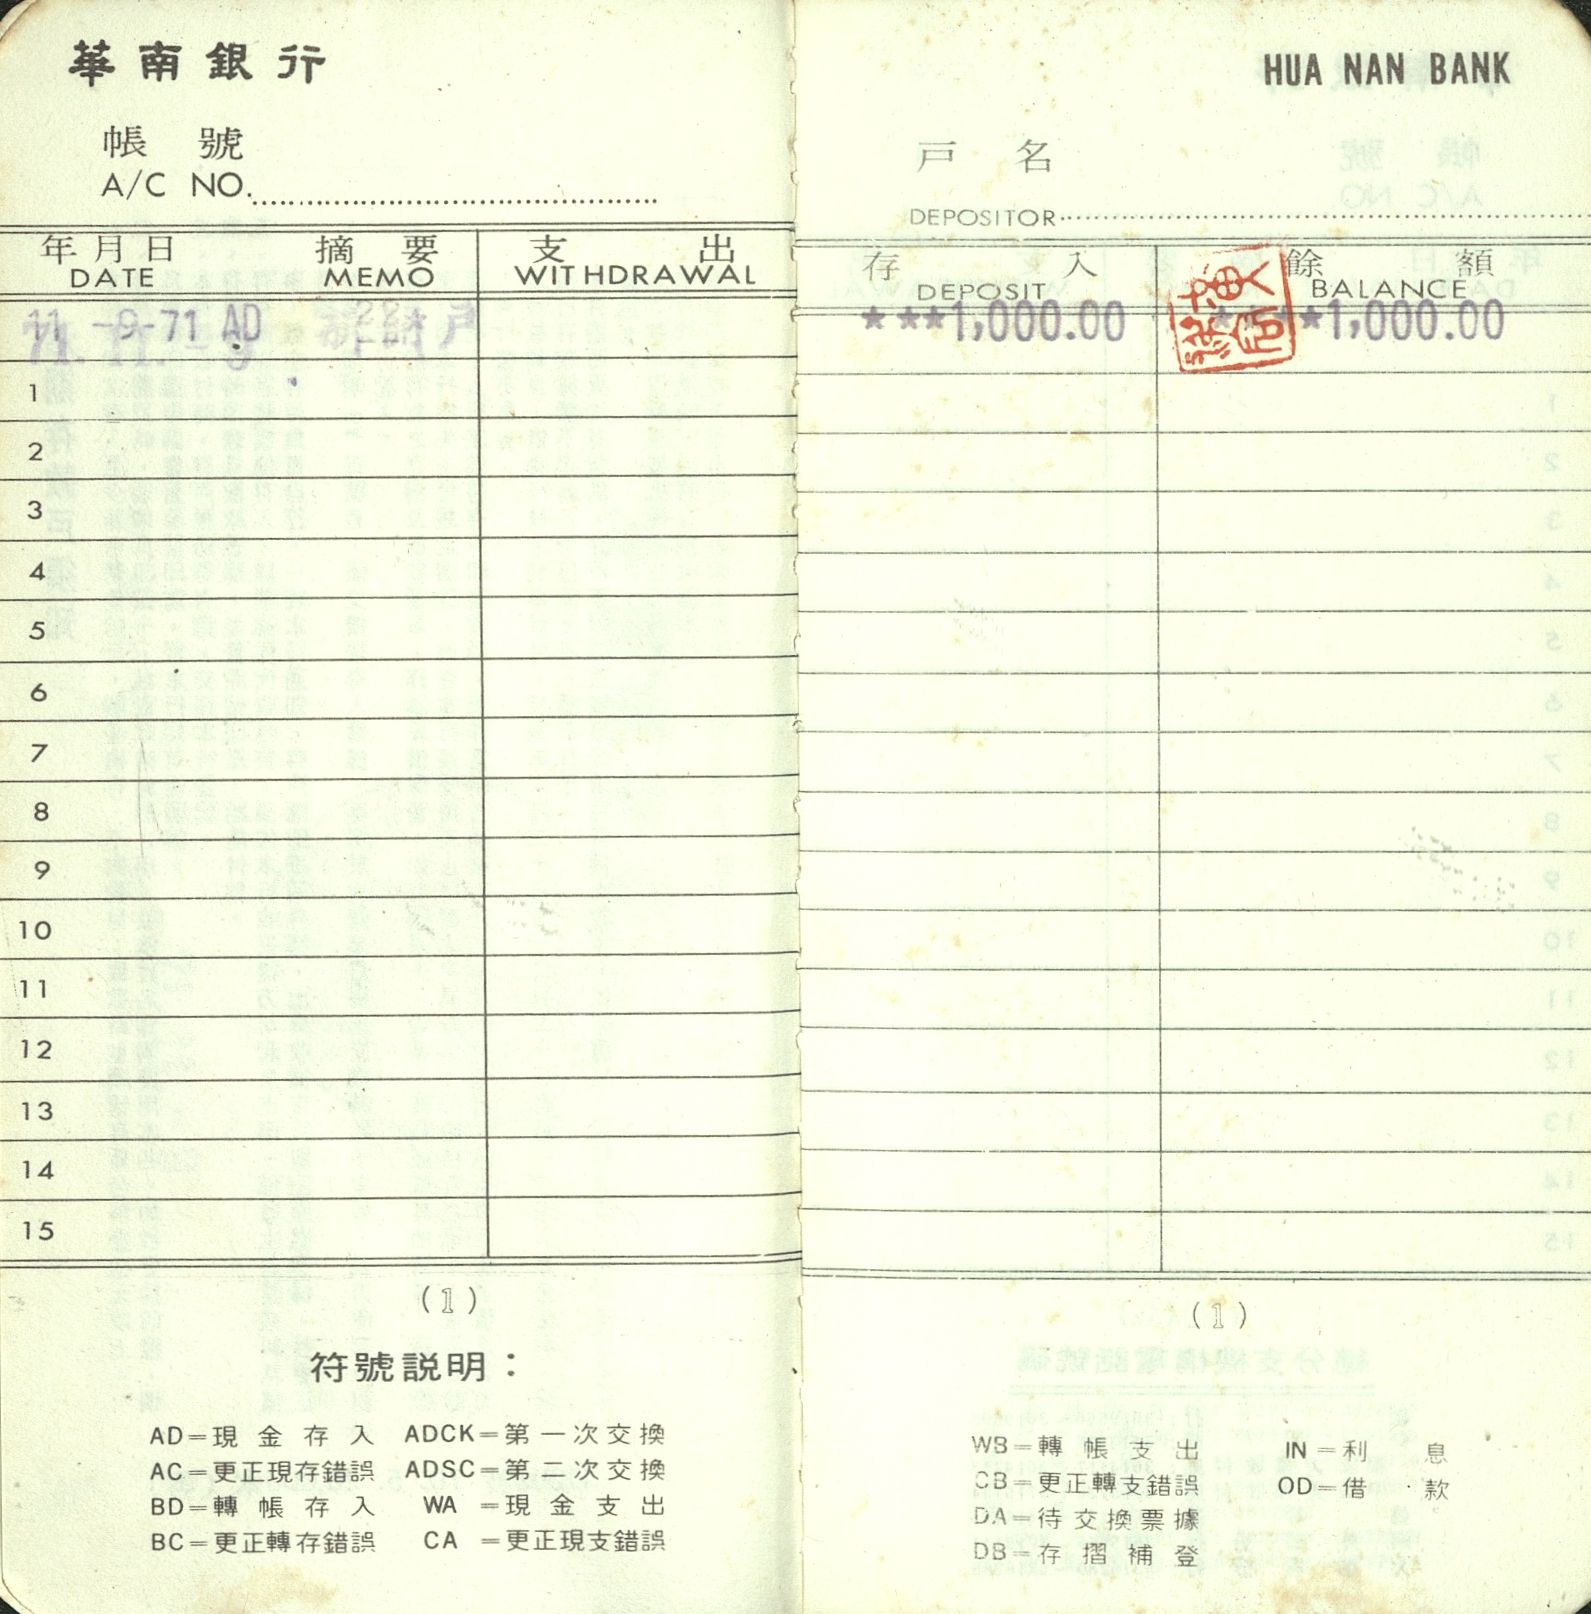 華南銀行
HUA NAN BANK
帳號
A/C NO.
戶名
DEPOSITOR
年月日 摘要 支出 存入 餘額
DATE MEMO WITHDRAWAL DEPOSIT BALANCE
11 -9-71 AD ***1,000.00 ****1,000.00
71.11.-9
1
2
3
4
5
6
7
8
9
10
11
12
13
14
15
(1) (1)
符號説明：
AD=現金存入 ADCK=第一次交換
AC=更正現存錯誤 ADSC=第二次交換
BD=轉帳存入 WA=現金支出
BC=更正轉存錯誤 CA=更正現支錯誤
WB=轉帳支出 IN=利息
CB=更正轉支錯誤 OD=借款
DA=待交換票據
DB=存摺補登